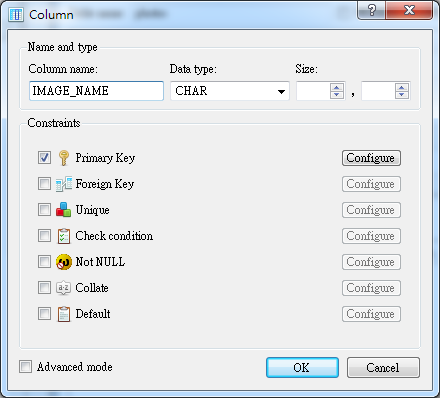 Column
Name and type
Column name: Data type: Size:
IMAGE_NAME CHAR ,
Constraints
Primary Key Configure
Foreign Key Configure
Unique Configure
Check condition Configure
Not NULL Configure
a-z Collate Configure
Default Configure
Advanced mode OK Cancel